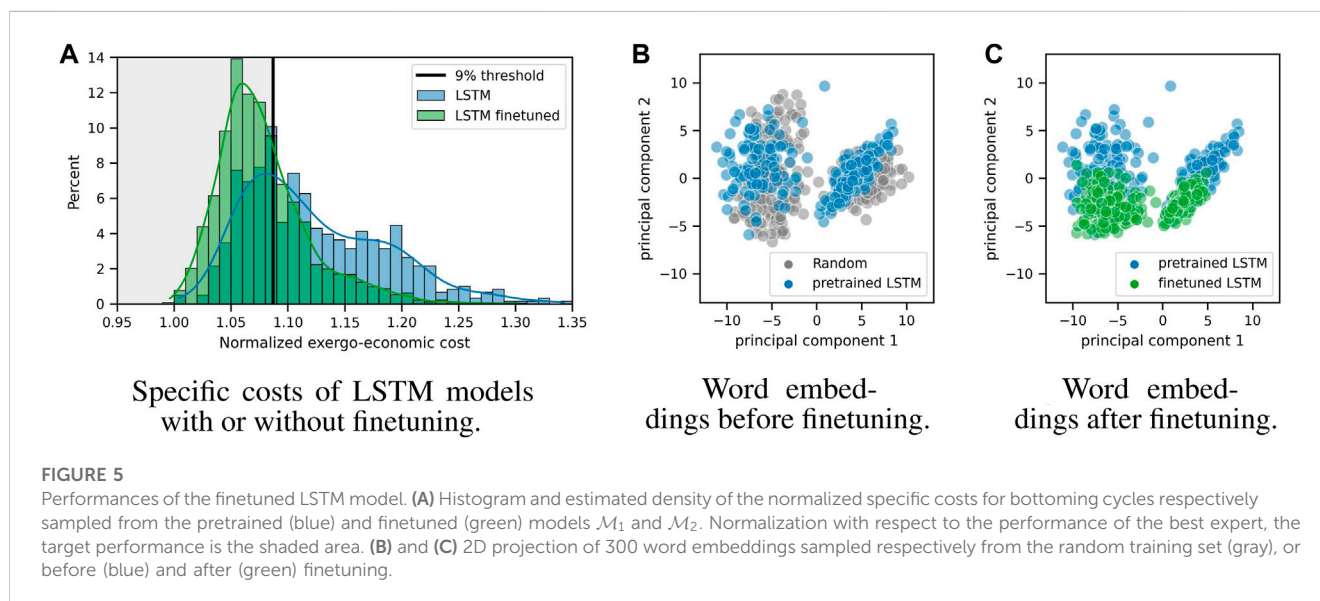 A
14
12
10
8
6
4
2
0
Percent
9% threshold
LSTM
LSTM finetuned
0.95 1.00 1.05 1.10 1.15 1.20 1.25 1.30 1.35
Normalized exergo-economic cost
Specific costs of LSTM models
with or without finetuning.
B
10
5
0
−5
−10
principal component 2
Random
pretrained LSTM
−10 −5 0 5 10
principal component 1
Word embed-
dings before finetuning.
C
10
5
0
−5
−10
principal component 2
pretrained LSTM
finetuned LSTM
−10 −5 0 5 10
principal component 1
Word embed-
dings after finetuning.
FIGURE 5
Performances of the finetuned LSTM model. (A) Histogram and estimated density of the normalized specific costs for bottoming cycles respectively
sampled from the pretrained (blue) and finetuned (green) models ℳ₁ and ℳ₂. Normalization with respect to the performance of the best expert, the
target performance is the shaded area. (B) and (C) 2D projection of 300 word embeddings sampled respectively from the random training set (gray), or
before (blue) and after (green) finetuning.